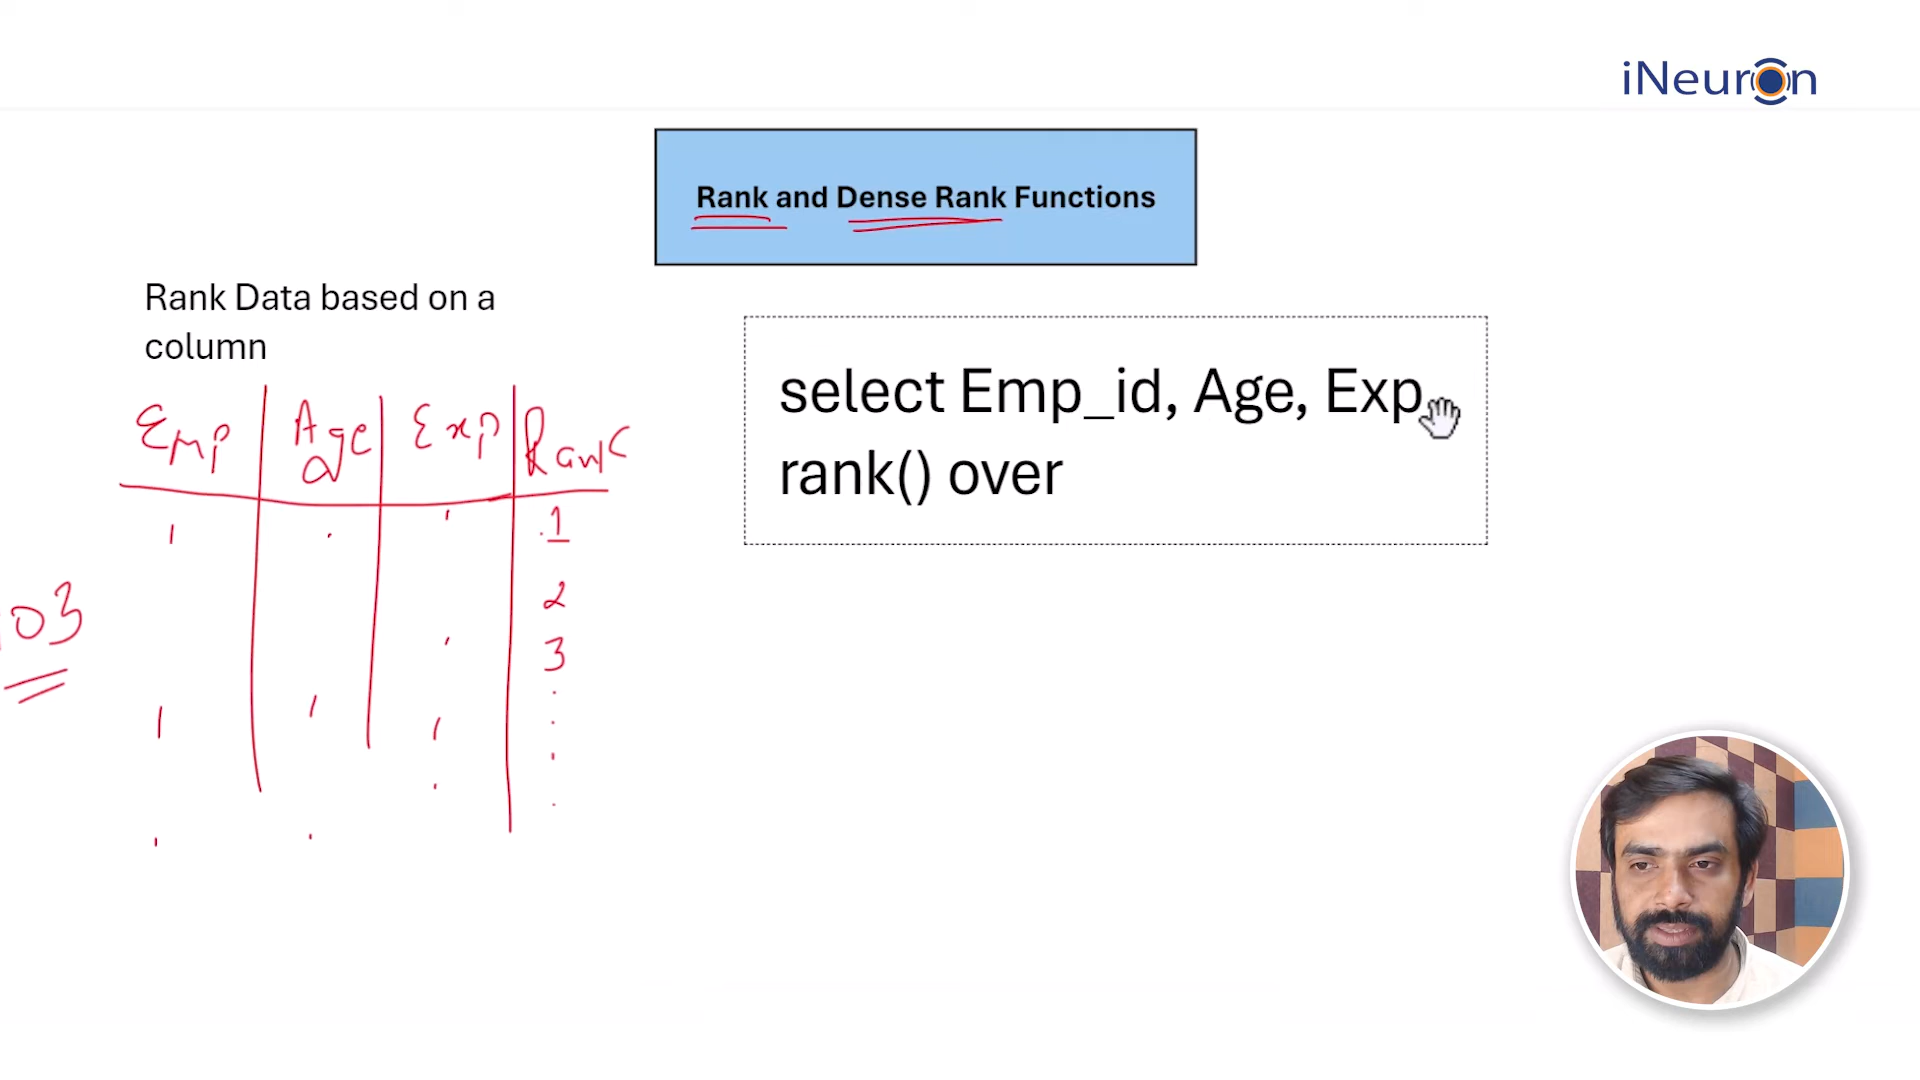 iNeuron
Rank and Dense Rank Functions
Rank Data based on a
column
select Emp_id, Age, Exp
rank() over
Emp Age Exp Rank
1
2
3
03